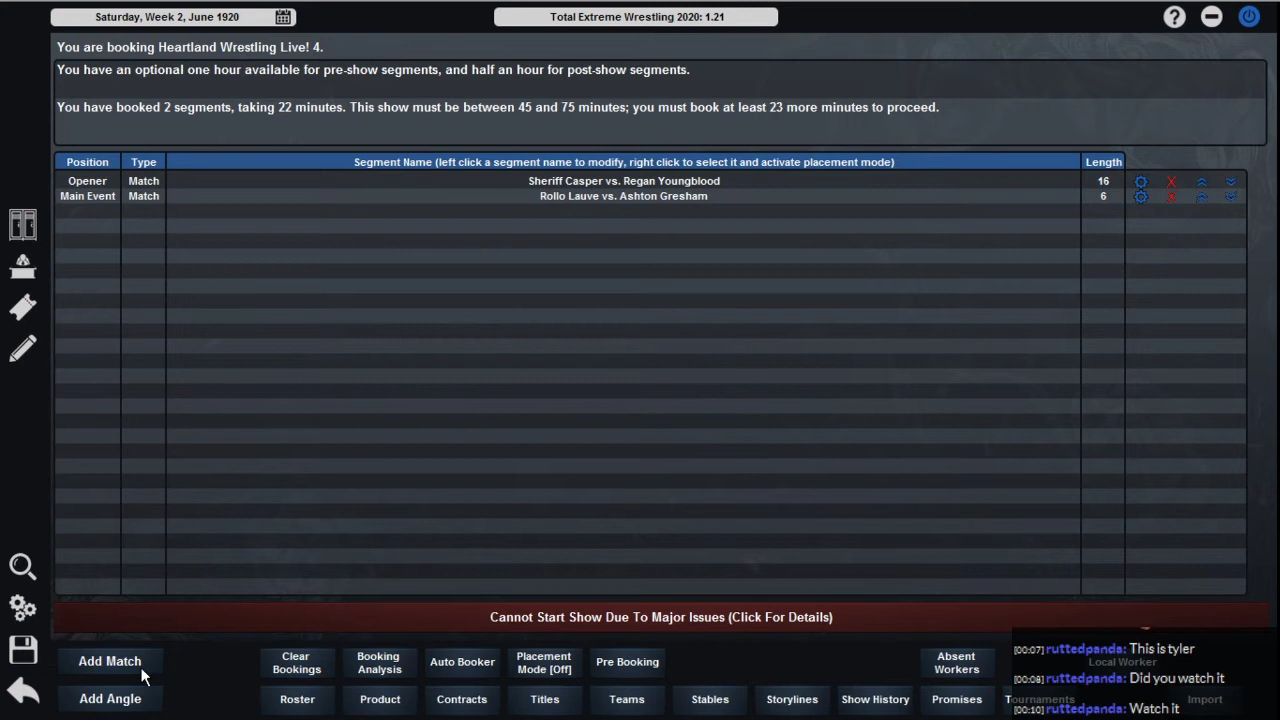 Saturday, Week 2, June 1920
Total Extreme Wrestling 2020: 1.21
You are booking Heartland Wrestling Live! 4.
You have an optional one hour available for pre-show segments, and half an hour for post-show segments.
You have booked 2 segments, taking 22 minutes. This show must be between 45 and 75 minutes; you must book at least 23 more minutes to proceed.
Position Type Segment Name (left click a segment name to modify, right click to select it and activate placement mode) Length
Opener Match Sheriff Casper vs. Regan Youngblood 16 X
Main Event Match Rollo Lauve vs. Ashton Gresham 6 X
Cannot Start Show Due To Major Issues (Click For Details)
Add Match
Clear Bookings
Booking Analysis
Auto Booker
Placement Mode [Off]
Pre Booking
Absent Workers
Local Worker
Add Angle
Roster
Product
Contracts
Titles
Teams
Stables
Storylines
Show History
Promises
Tournaments
Import
[00:07] ruttedpanda: This is tyler
[00:08] ruttedpanda: Did you watch it
[00:10] ruttedpanda: Watch it